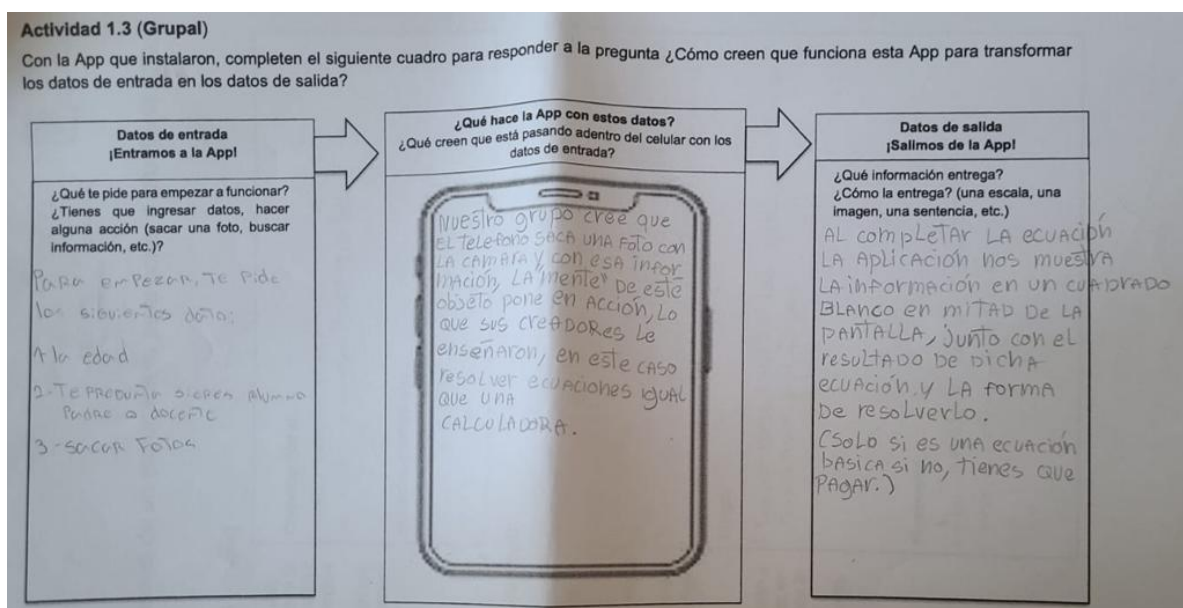 Actividad 1.3 (Grupal)
Con la App que instalaron, completen el siguiente cuadro para responder a la pregunta ¿Cómo creen que funciona esta App para transformar
los datos de entrada en los datos de salida?
Datos de entrada
¡Entramos a la App!
¿Qué te pide para empezar a funcionar?
¿Tienes que ingresar datos, hacer
alguna acción (sacar una foto, buscar
información, etc.)?
Para empezar, te pide
los siguientes datos:
1 la edad
2-Te pregunta si eres alumno
Padre o docente
3-sacar fotos
¿Qué hace la App con estos datos?
¿Qué creen que está pasando adentro del celular con los
datos de entrada?
Nuestro grupo cree que
EL Telefono SACA UNA FOTO con
LA CAMARA y con esA infor
mación, LA "mente" De este
objeto pone en Acción, Lo
que sus creADORes Le
enseñaron, en este caso
resolver ecuaciones igual
que una
CALCULADORA.
Datos de salida
¡Salimos de la App!
¿Qué información entrega?
¿Cómo la entrega? (una escala, una
imagen, una sentencia, etc.)
AL completar LA ecuación
LA Aplicación nos muestra
LA información en un cuADrADO
BLAnco en mitad De LA
pantalla, junto con el
resultado De Dicha
ecuación. y LA forma
De resolverlo.
(Solo si es una ecuación
basica si no, tienes que
PAgAr.)